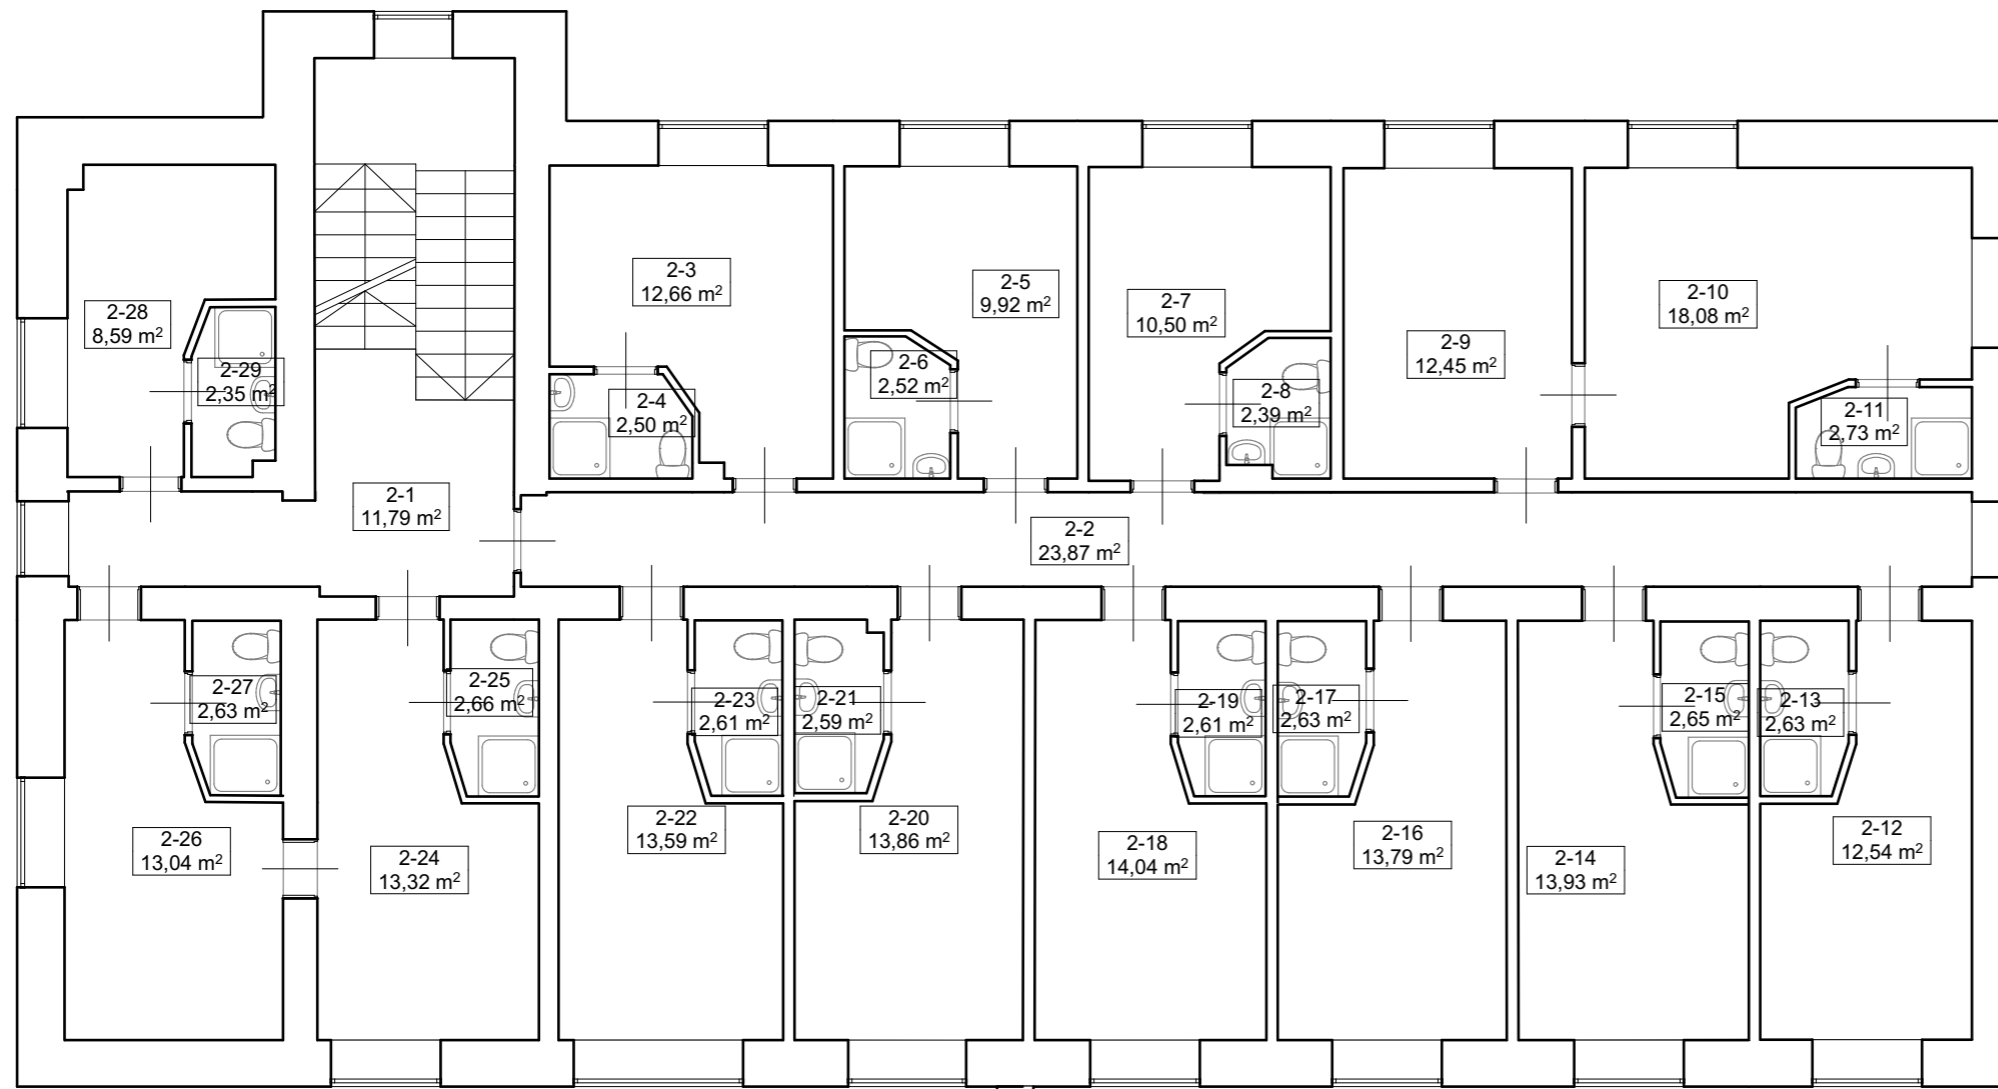 2-3
12,66 m²
2-5
9,92 m²
2-7
10,50 m²
2-10
18,08 m²
2-28
8,59 m²
2-9
12,45 m²
2-29
2,35 m²
2-6
2,52 m²
2-8
2,39 m²
2-4
2,50 m²
2-11
2,73 m²
2-1
11,79 m²
2-2
23,87 m²
2-27
2,63 m²
2-25
2,66 m²
2-23
2,61 m²
2-21
2,59 m²
2-19
2,61 m²
2-17
2,63 m²
2-15
2,65 m²
2-13
2,63 m²
2-26
13,04 m²
2-24
13,32 m²
2-22
13,59 m²
2-20
13,86 m²
2-18
14,04 m²
2-16
13,79 m²
2-14
13,93 m²
2-12
12,54 m²